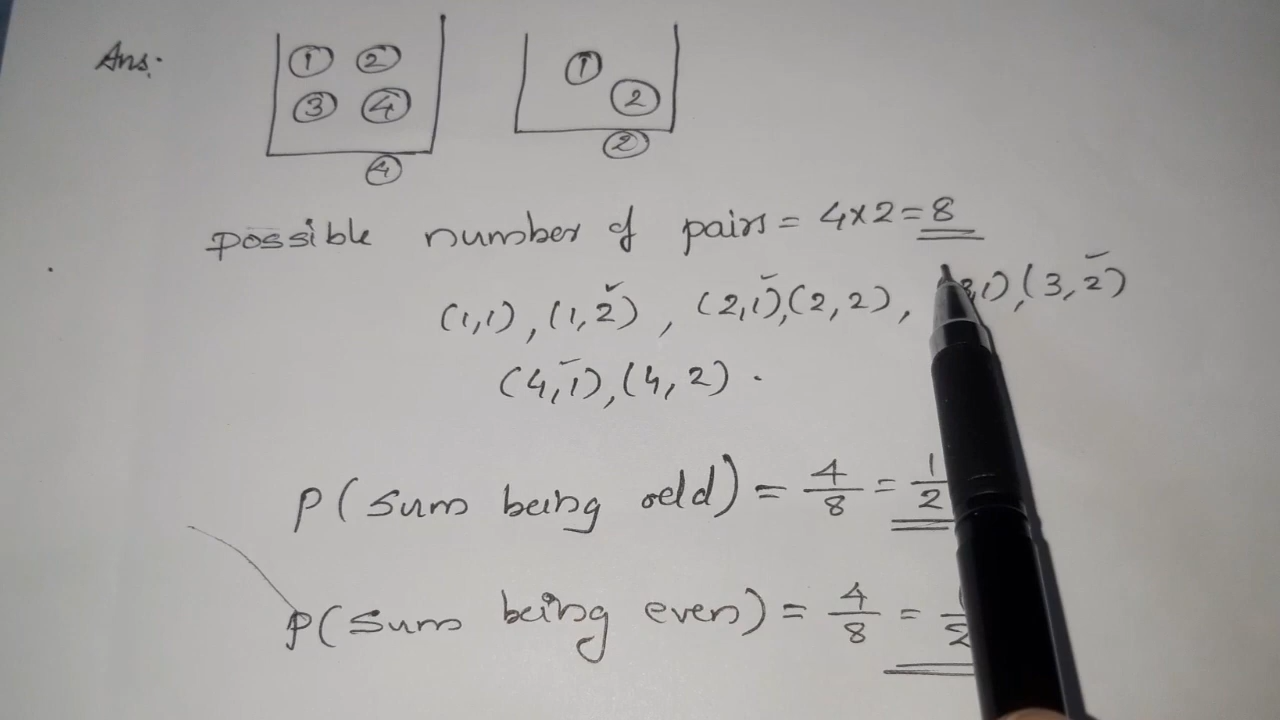 Ans:
① ② ①
③ ④ ②
④ ②
possible number of pairs = 4×2=8
(1,1), (1,2), (2,1),(2,2), ,1),(3,2)
(4,1),(4,2).
P(sum being odd) = 4/8 = 1/2
P(sum being even) = 4/8 = /2